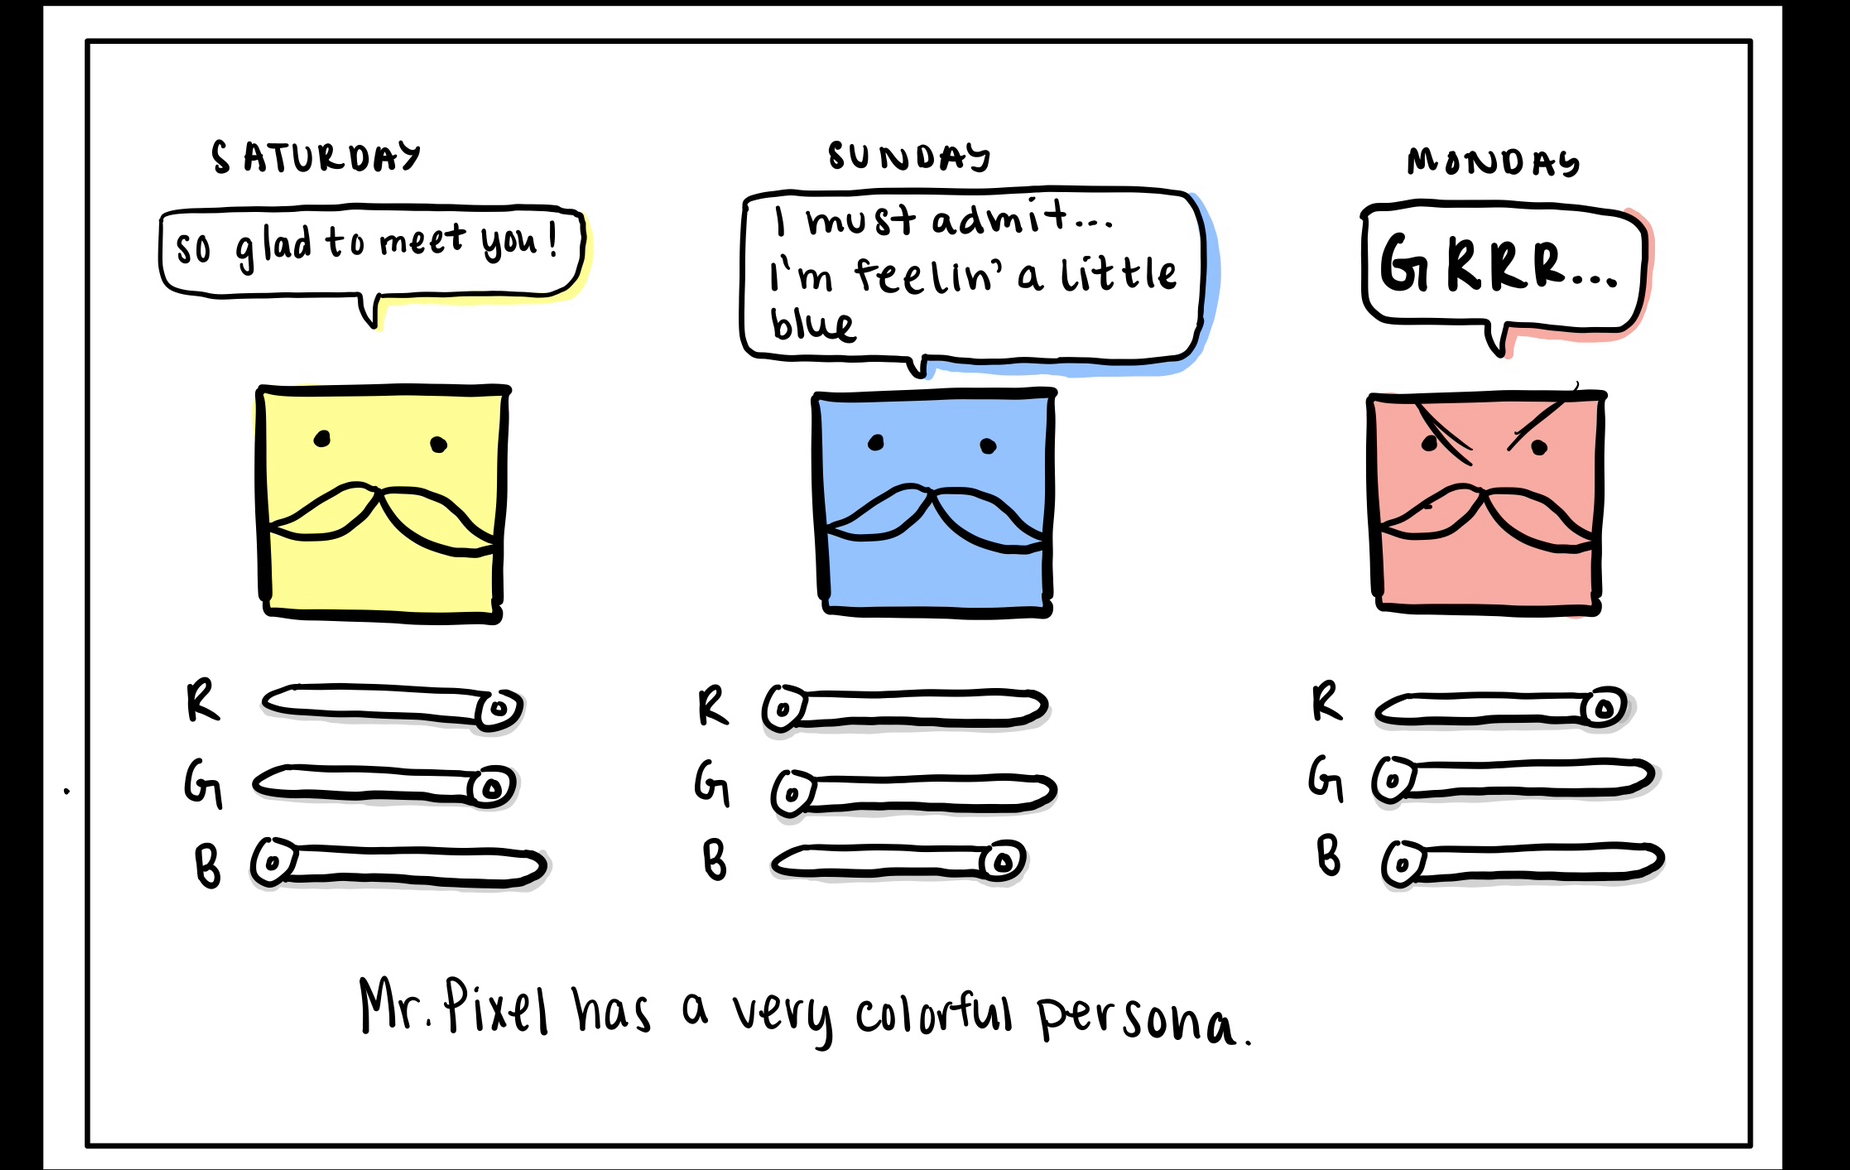 SATURDAY
so glad to meet you!
R
G
B
SUNDAY
I must admit...
I'm feelin' a little
blue
R
G
B
MONDAY
GRRR...
R
G
B
Mr. Pixel has a very colorful persona.